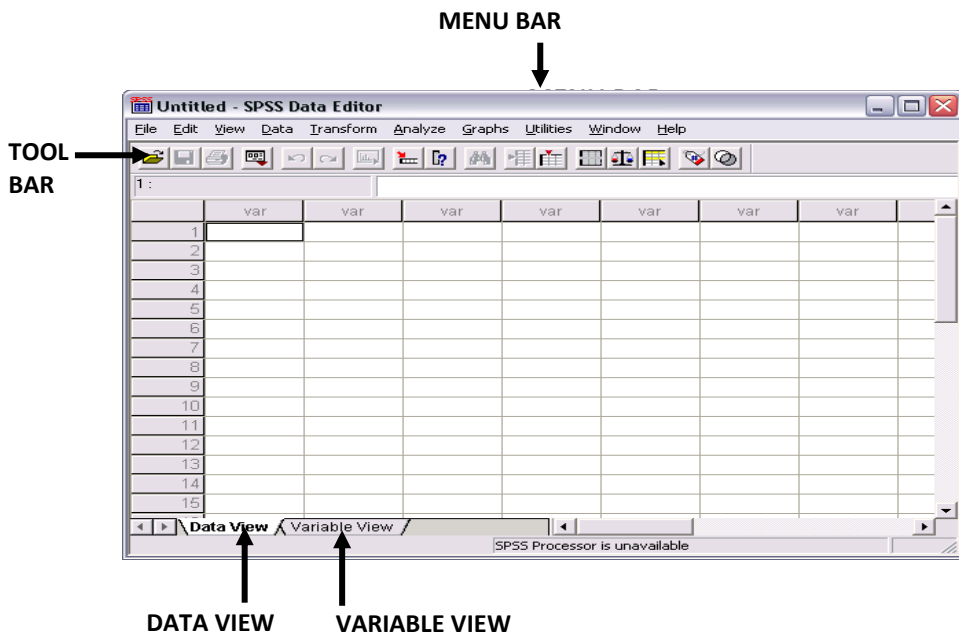 MENU BAR
Untitled - SPSS Data Editor
File Edit View Data Transform Analyze Graphs Utilities Window Help
TOOL
BAR
1 :
var var var var var var var
1
2
3
4
5
6
7
8
9
10
11
12
13
14
15
Data View Variable View
SPSS Processor is unavailable
DATA VIEW VARIABLE VIEW